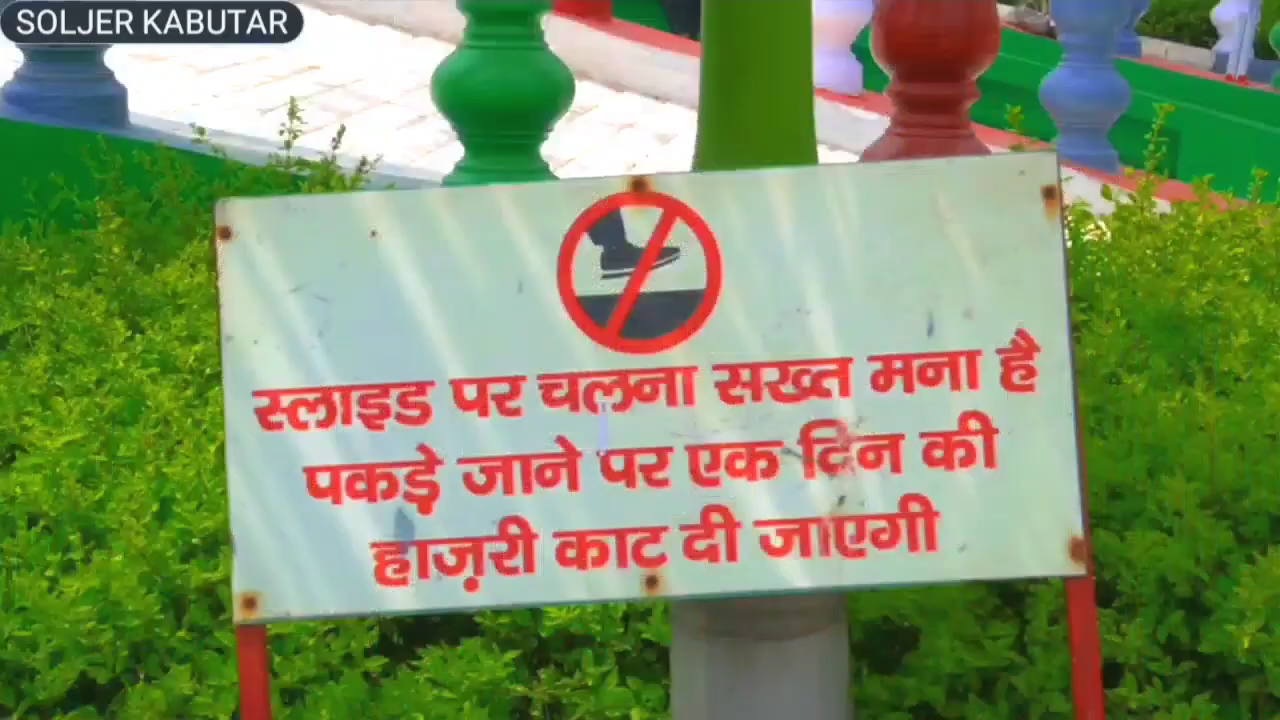 SOLJER KABUTAR
स्लाइड पर चलना सख्त मना है
पकड़े जाने पर एक दिन की
हाज़री काट दी जाएगी